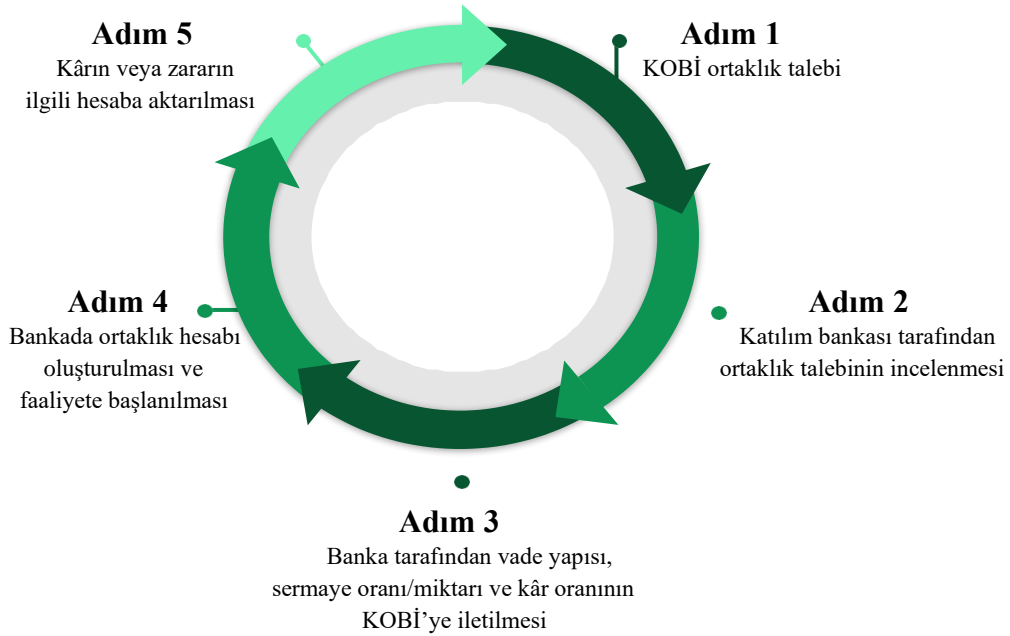 Adım 1
KOBİ ortaklık talebi
Adım 2
Katılım bankası tarafından
ortaklık talebinin incelenmesi
Adım 3
Banka tarafından vade yapısı,
sermaye oranı/miktarı ve kâr oranının
KOBİ’ye iletilmesi
Adım 4
Bankada ortaklık hesabı
oluşturulması ve
faaliyete başlanılması
Adım 5
Kârın veya zararın
ilgili hesaba aktarılması